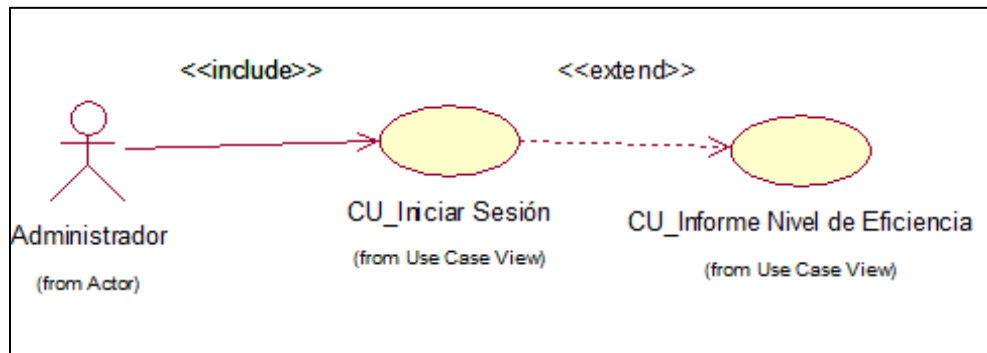 <<include>>
<<extend>>
Administrador
(from Actor)
CU_Iniciar Sesión
(from Use Case View)
CU_Informe Nivel de Eficiencia
(from Use Case View)